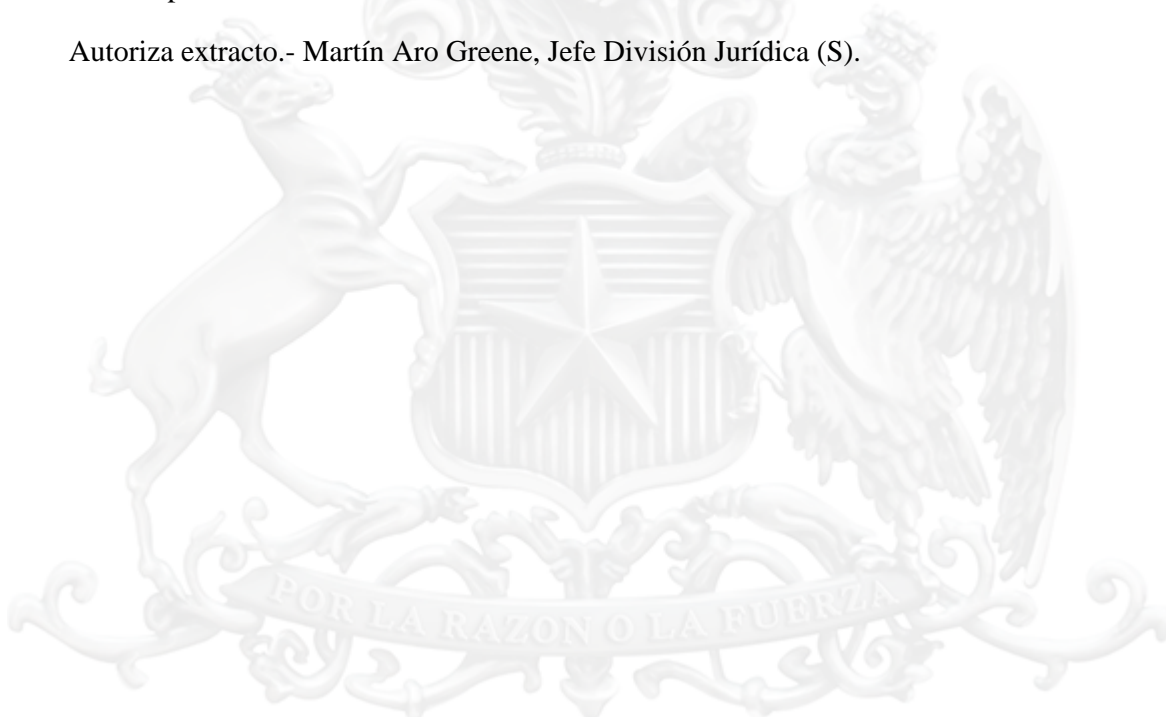 Autoriza extracto.- Martín Aro Greene, Jefe División Jurídica (S).
POR LA RAZON O LA FUERZA